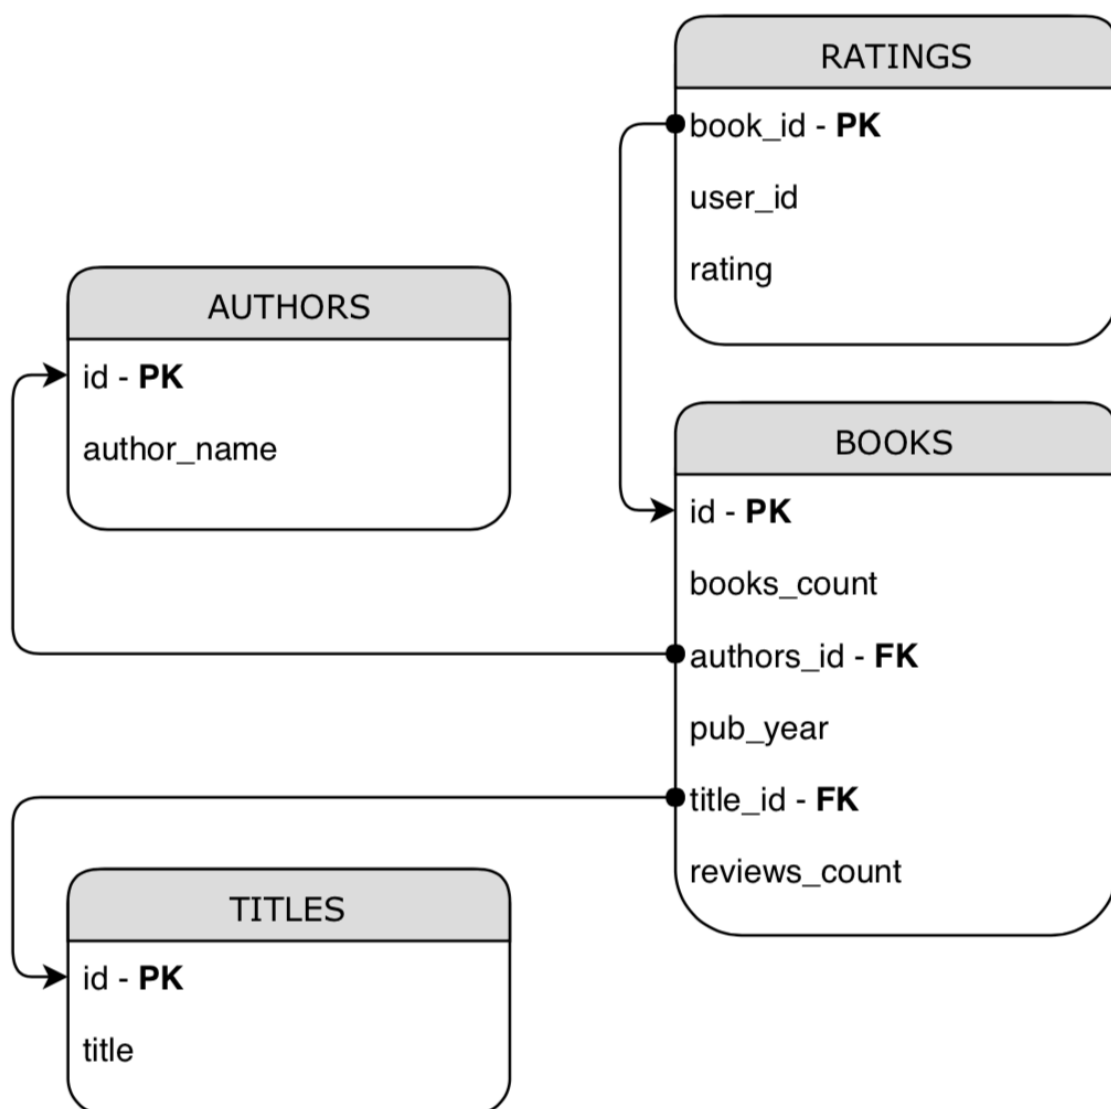 RATINGS
book_id - PK
user_id
rating
AUTHORS
id - PK
author_name
BOOKS
id - PK
books_count
authors_id - FK
pub_year
title_id - FK
reviews_count
TITLES
id - PK
title